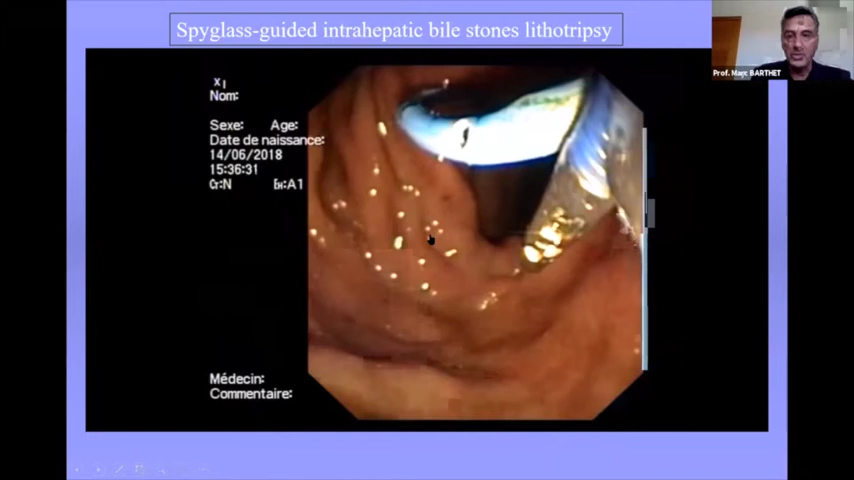 Spyglass-guided intrahepatic bile stones lithotripsy
Prof. Marc BARTHET
Nom:
Sexe: Age:
Date de naissance:
14/06/2018
15:36:31
Cr:N
Médecin:
Commentaire: